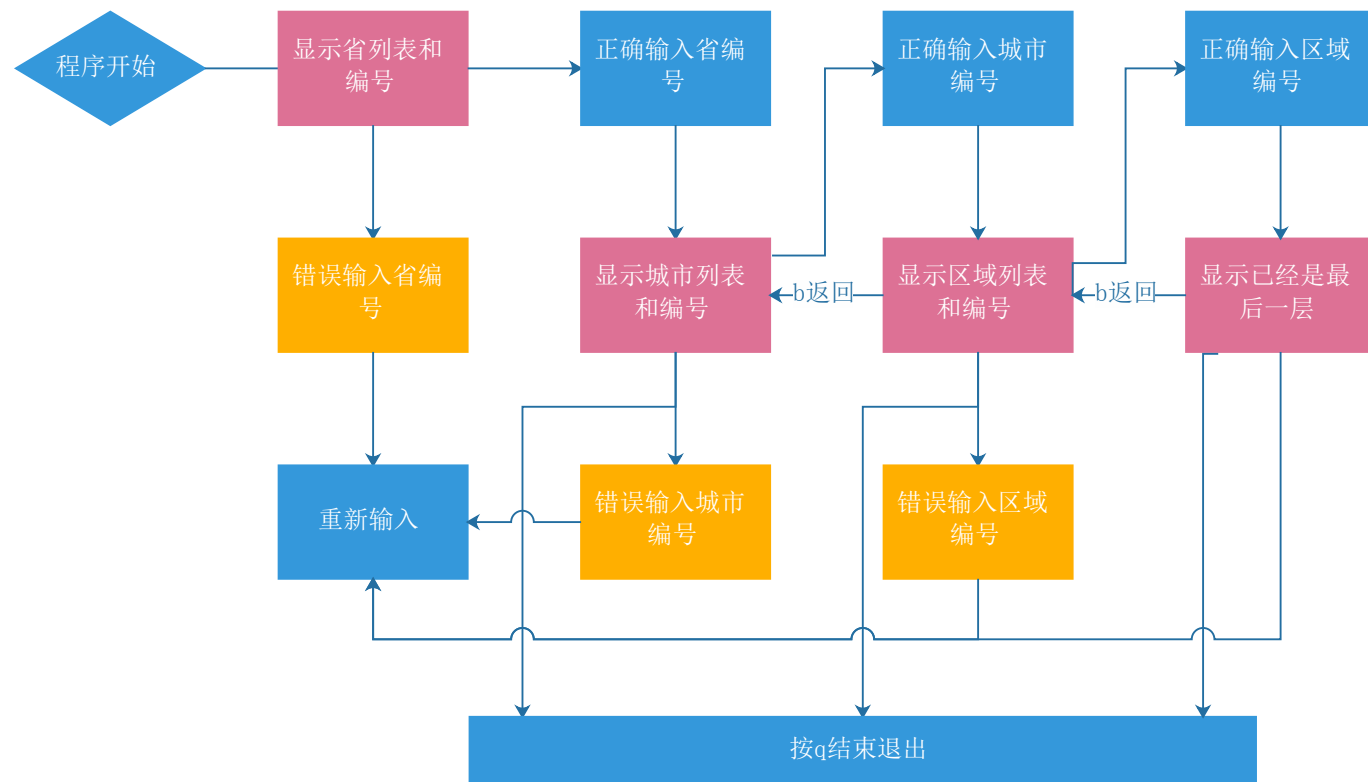 程序开始
显示省列表和
编号
正确输入省编
号
正确输入城市
编号
正确输入区域
编号
错误输入省编
号
显示城市列表
和编号
b返回
显示区域列表
和编号
b返回
显示已经是最
后一层
重新输入
错误输入城市
编号
错误输入区域
编号
按q结束退出